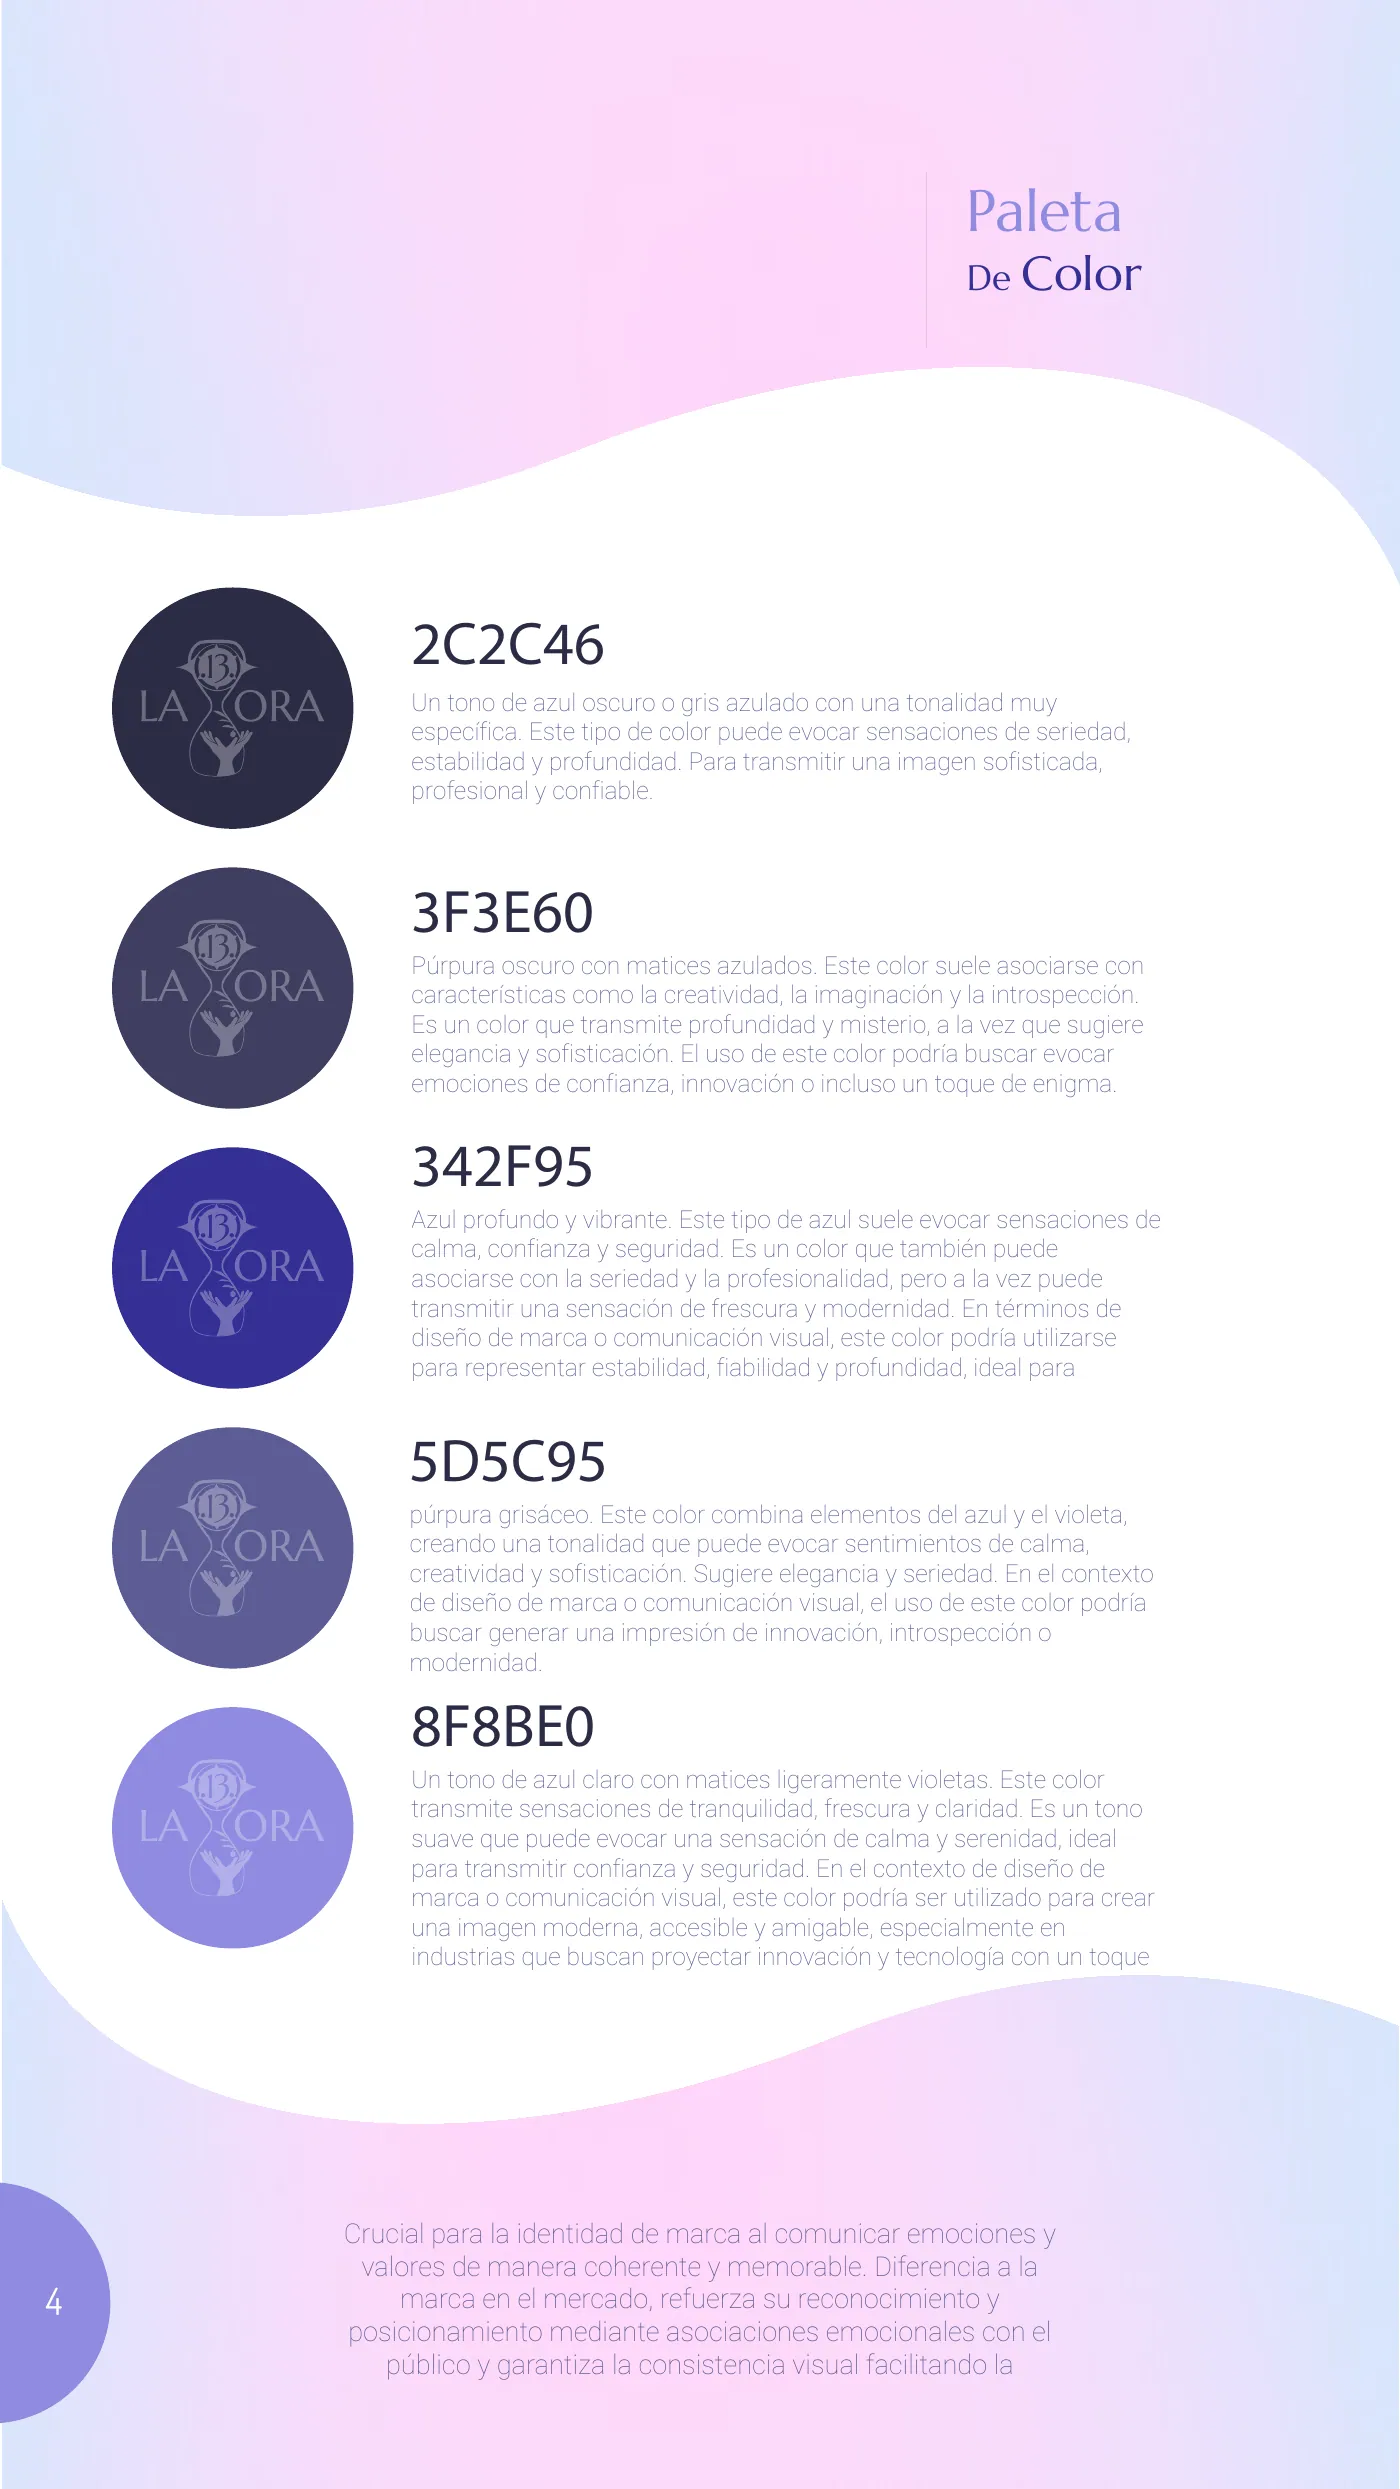 Paleta
De Color
13
LA ORA
2C2C46
Un tono de azul oscuro o gris azulado con una tonalidad muy
específica. Este tipo de color puede evocar sensaciones de seriedad,
estabilidad y profundidad. Para transmitir una imagen sofisticada,
profesional y confiable.
13
LA ORA
3F3E60
Púrpura oscuro con matices azulados. Este color suele asociarse con
características como la creatividad, la imaginación y la introspección.
Es un color que transmite profundidad y misterio, a la vez que sugiere
elegancia y sofisticación. El uso de este color podría buscar evocar
emociones de confianza, innovación o incluso un toque de enigma.
13
LA ORA
342F95
Azul profundo y vibrante. Este tipo de azul suele evocar sensaciones de
calma, confianza y seguridad. Es un color que también puede
asociarse con la seriedad y la profesionalidad, pero a la vez puede
transmitir una sensación de frescura y modernidad. En términos de
diseño de marca o comunicación visual, este color podría utilizarse
para representar estabilidad, fiabilidad y profundidad, ideal para
13
LA ORA
5D5C95
púrpura grisáceo. Este color combina elementos del azul y el violeta,
creando una tonalidad que puede evocar sentimientos de calma,
creatividad y sofisticación. Sugiere elegancia y seriedad. En el contexto
de diseño de marca o comunicación visual, el uso de este color podría
buscar generar una impresión de innovación, introspección o
modernidad.
13
LA ORA
8F8BE0
Un tono de azul claro con matices ligeramente violetas. Este color
transmite sensaciones de tranquilidad, frescura y claridad. Es un tono
suave que puede evocar una sensación de calma y serenidad, ideal
para transmitir confianza y seguridad. En el contexto de diseño de
marca o comunicación visual, este color podría ser utilizado para crear
una imagen moderna, accesible y amigable, especialmente en
industrias que buscan proyectar innovación y tecnología con un toque
Crucial para la identidad de marca al comunicar emociones y
valores de manera coherente y memorable. Diferencia a la
marca en el mercado, refuerza su reconocimiento y
posicionamiento mediante asociaciones emocionales con el
público y garantiza la consistencia visual facilitando la
4